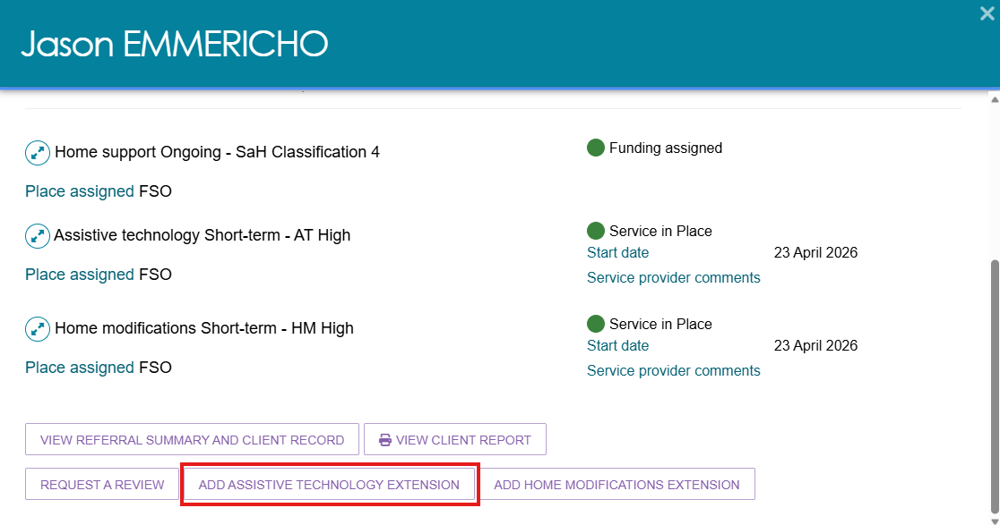 Jason EMMERICHO
Home support Ongoing - SaH Classification 4
Funding assigned
Place assigned FSO
Assistive technology Short-term - AT High
Service in Place
Start date 23 April 2026
Place assigned FSO
Service provider comments
Home modifications Short-term - HM High
Service in Place
Start date 23 April 2026
Place assigned FSO
Service provider comments
VIEW REFERRAL SUMMARY AND CLIENT RECORD
VIEW CLIENT REPORT
REQUEST A REVIEW
ADD ASSISTIVE TECHNOLOGY EXTENSION
ADD HOME MODIFICATIONS EXTENSION